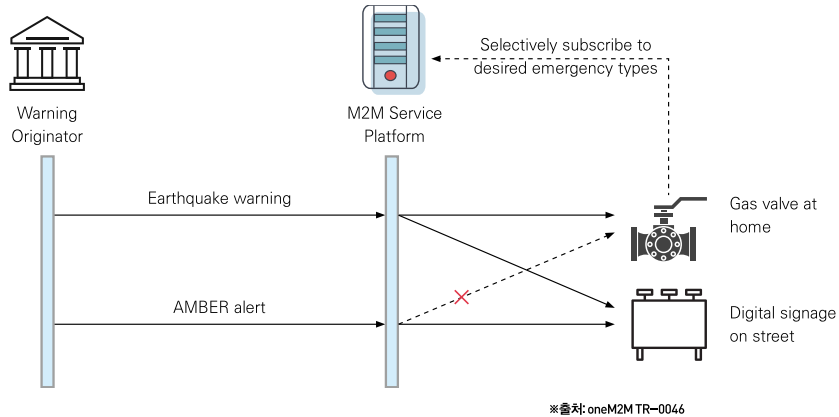 Selectively subscribe to
desired emergency types
Warning
Originator
M2M Service
Platform
Earthquake warning
Gas valve at
home
AMBER alert
Digital signage
on street
※출처: oneM2M TR-0046